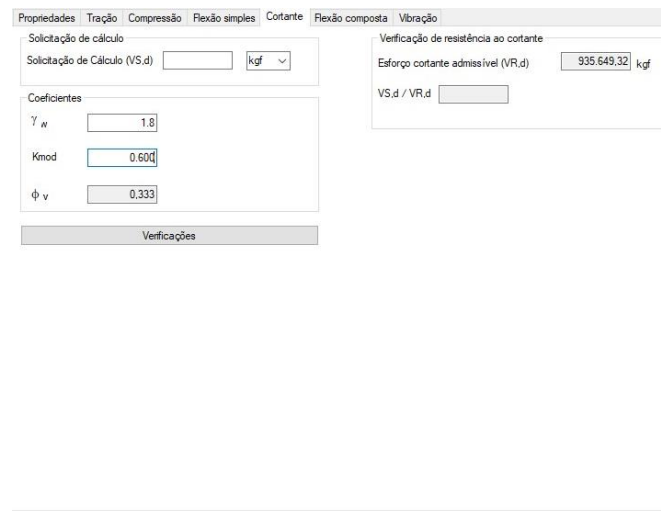 Propriedades Tração Compressão Flexão simples Cortante Flexão composta Vibração
Solicitação de cálculo
Solicitação de Cálculo (VS,d) kgf
Coeficientes
γ w 1.8
Kmod 0.600
ϕ v 0,333
Verificações
Verificação de resistência ao cortante
Esforço cortante admissível (VR,d) 935.649,32 kgf
VS,d / VR,d